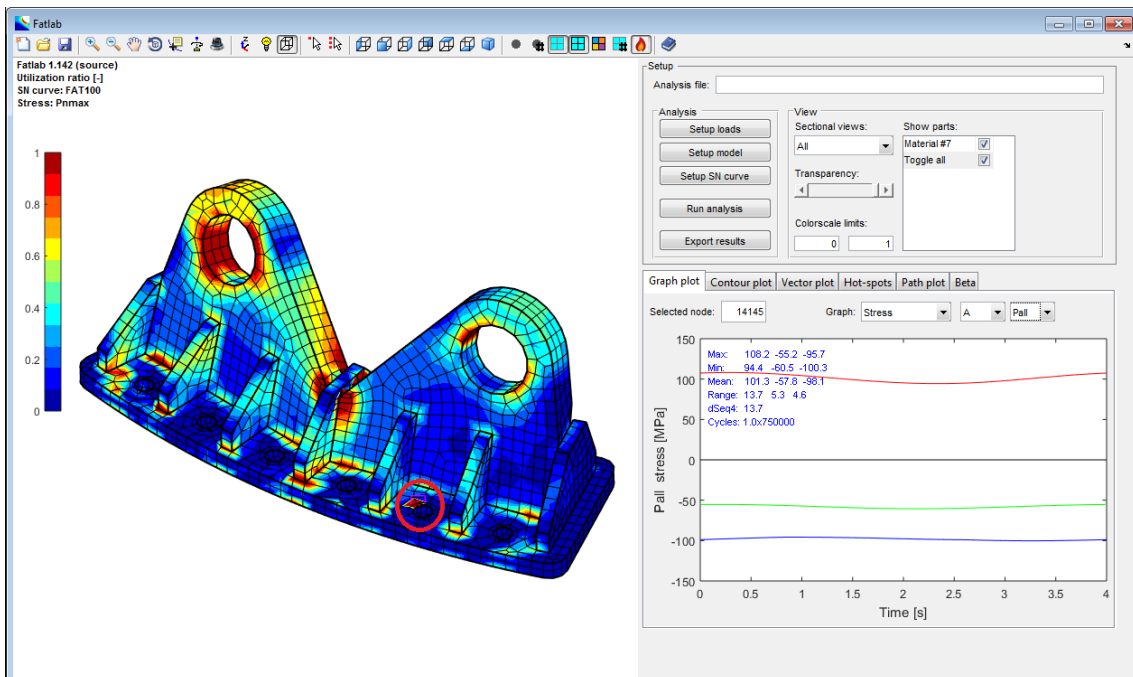 Fatlab
Fatlab 1.142 (source)
Utilization ratio [-]
SN curve: FAT100
Stress: Pnmax
1
0.8
0.6
0.4
0.2
0
Setup
Analysis file:
Analysis
Setup loads
Setup model
Setup SN curve
Run analysis
Export results
View
Sectional views:
All
Transparency:
Colorscale limits:
0 1
Show parts:
Material #7
Toggle all
Graph plot Contour plot Vector plot Hot-spots Path plot Beta
Selected node: 14145 Graph: Stress A Pall
Max: 108.2 -55.2 -95.7
Min: 94.4 -60.5 -100.3
Mean: 101.3 -57.8 -98.1
Range: 13.7 5.3 4.6
dSeq4: 13.7
Cycles: 1.0x750000
150
100
50
0
-50
-100
-150
Pall stress [MPa]
0 0.5 1 1.5 2 2.5 3 3.5 4
Time [s]